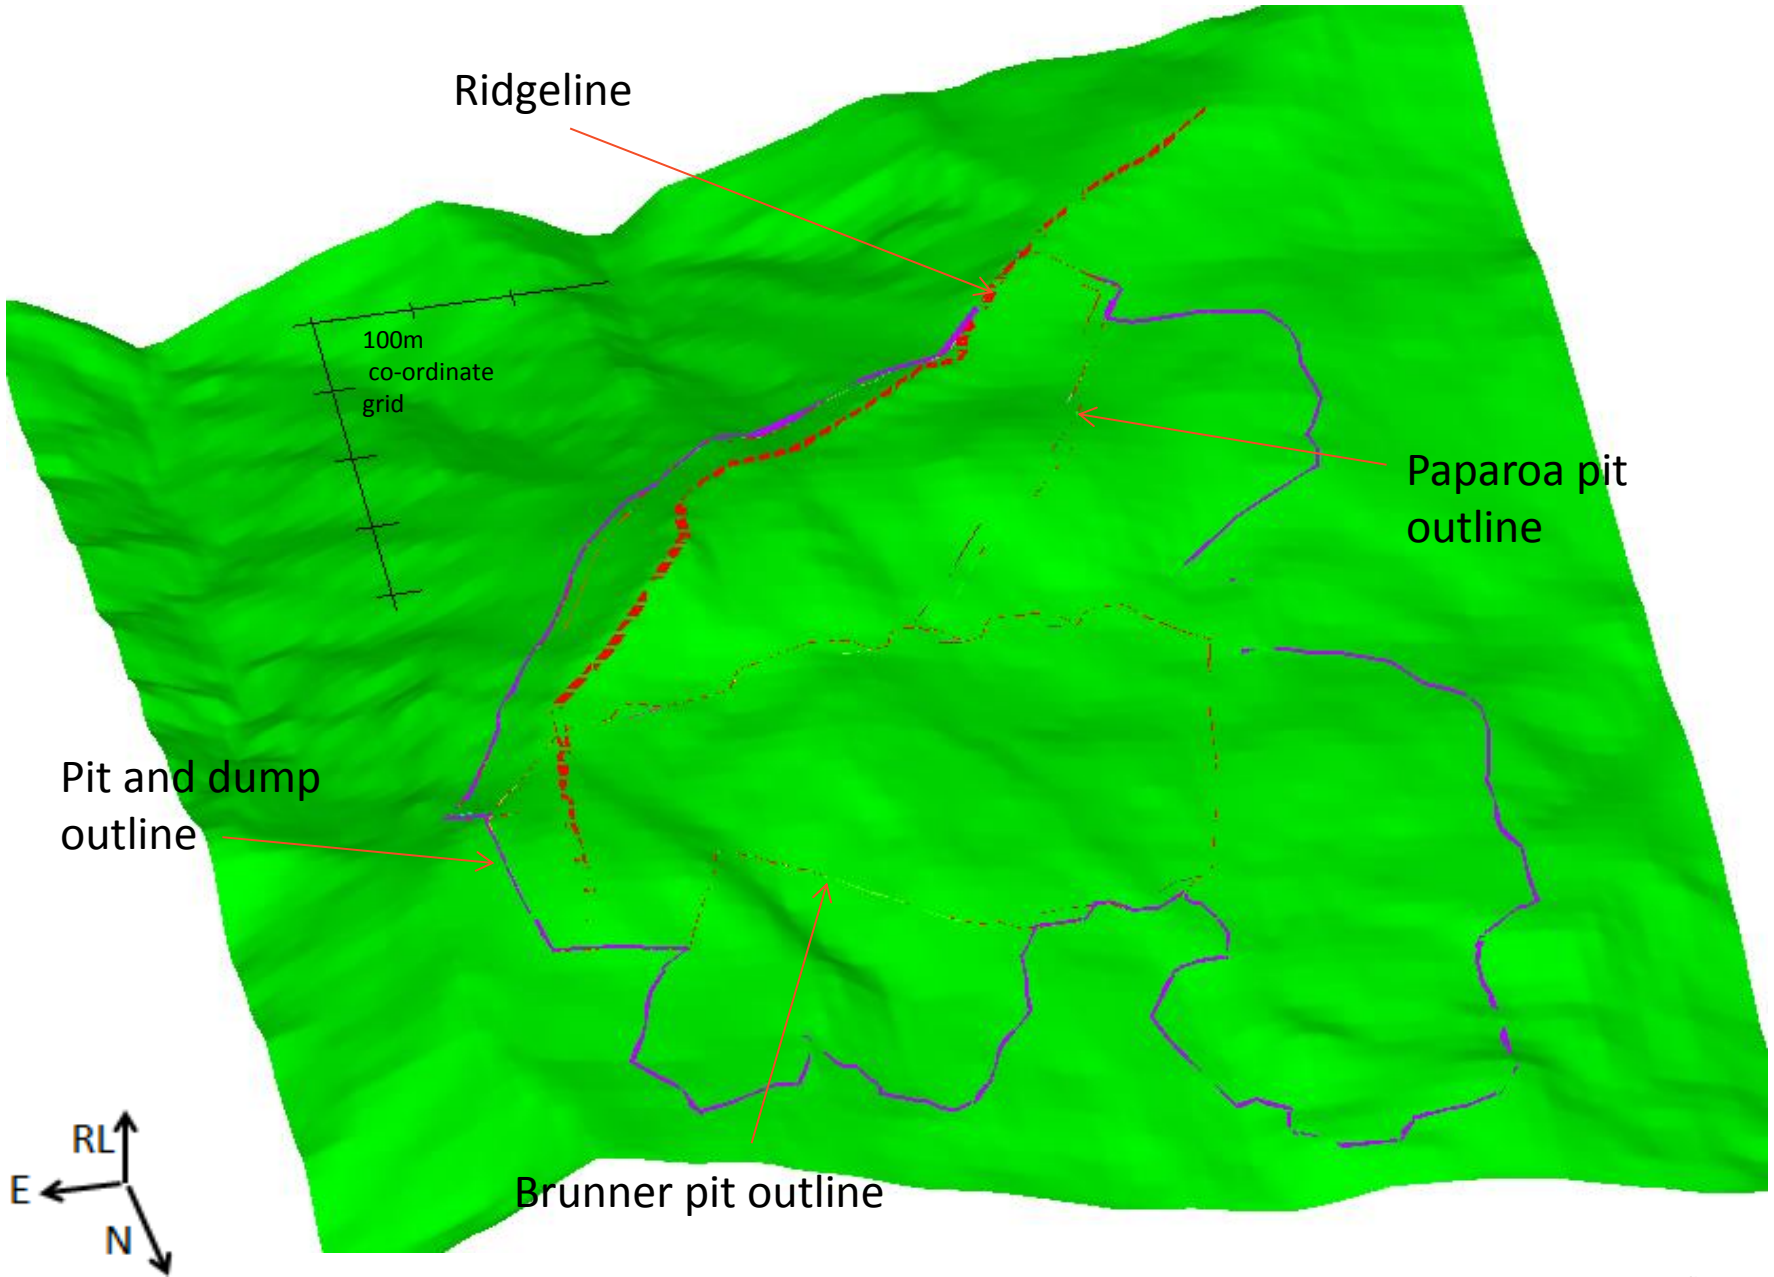 Ridgeline
100m
co-ordinate
grid
Paparoa pit
outline
Pit and dump
outline
Brunner pit outline
RL
E
N